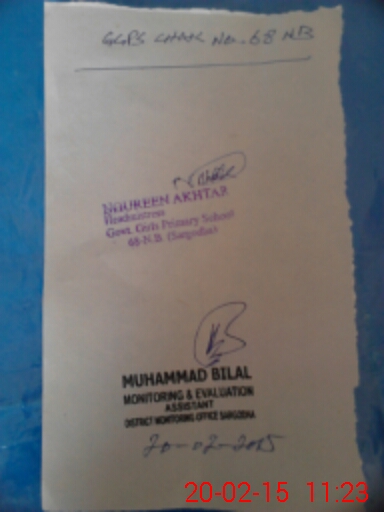 GGPS CHAK No. 68 NB
NOUREEN AKHTAR
Headmistress
Govt. Girls Primary School
68-N.B. (Sargodha)
MUHAMMAD BILAL
MONITORING & EVALUATION
ASSISTANT
DISTRICT MONITORING OFFICE SARGODHA
20-02-2015
20-02-15 11:23